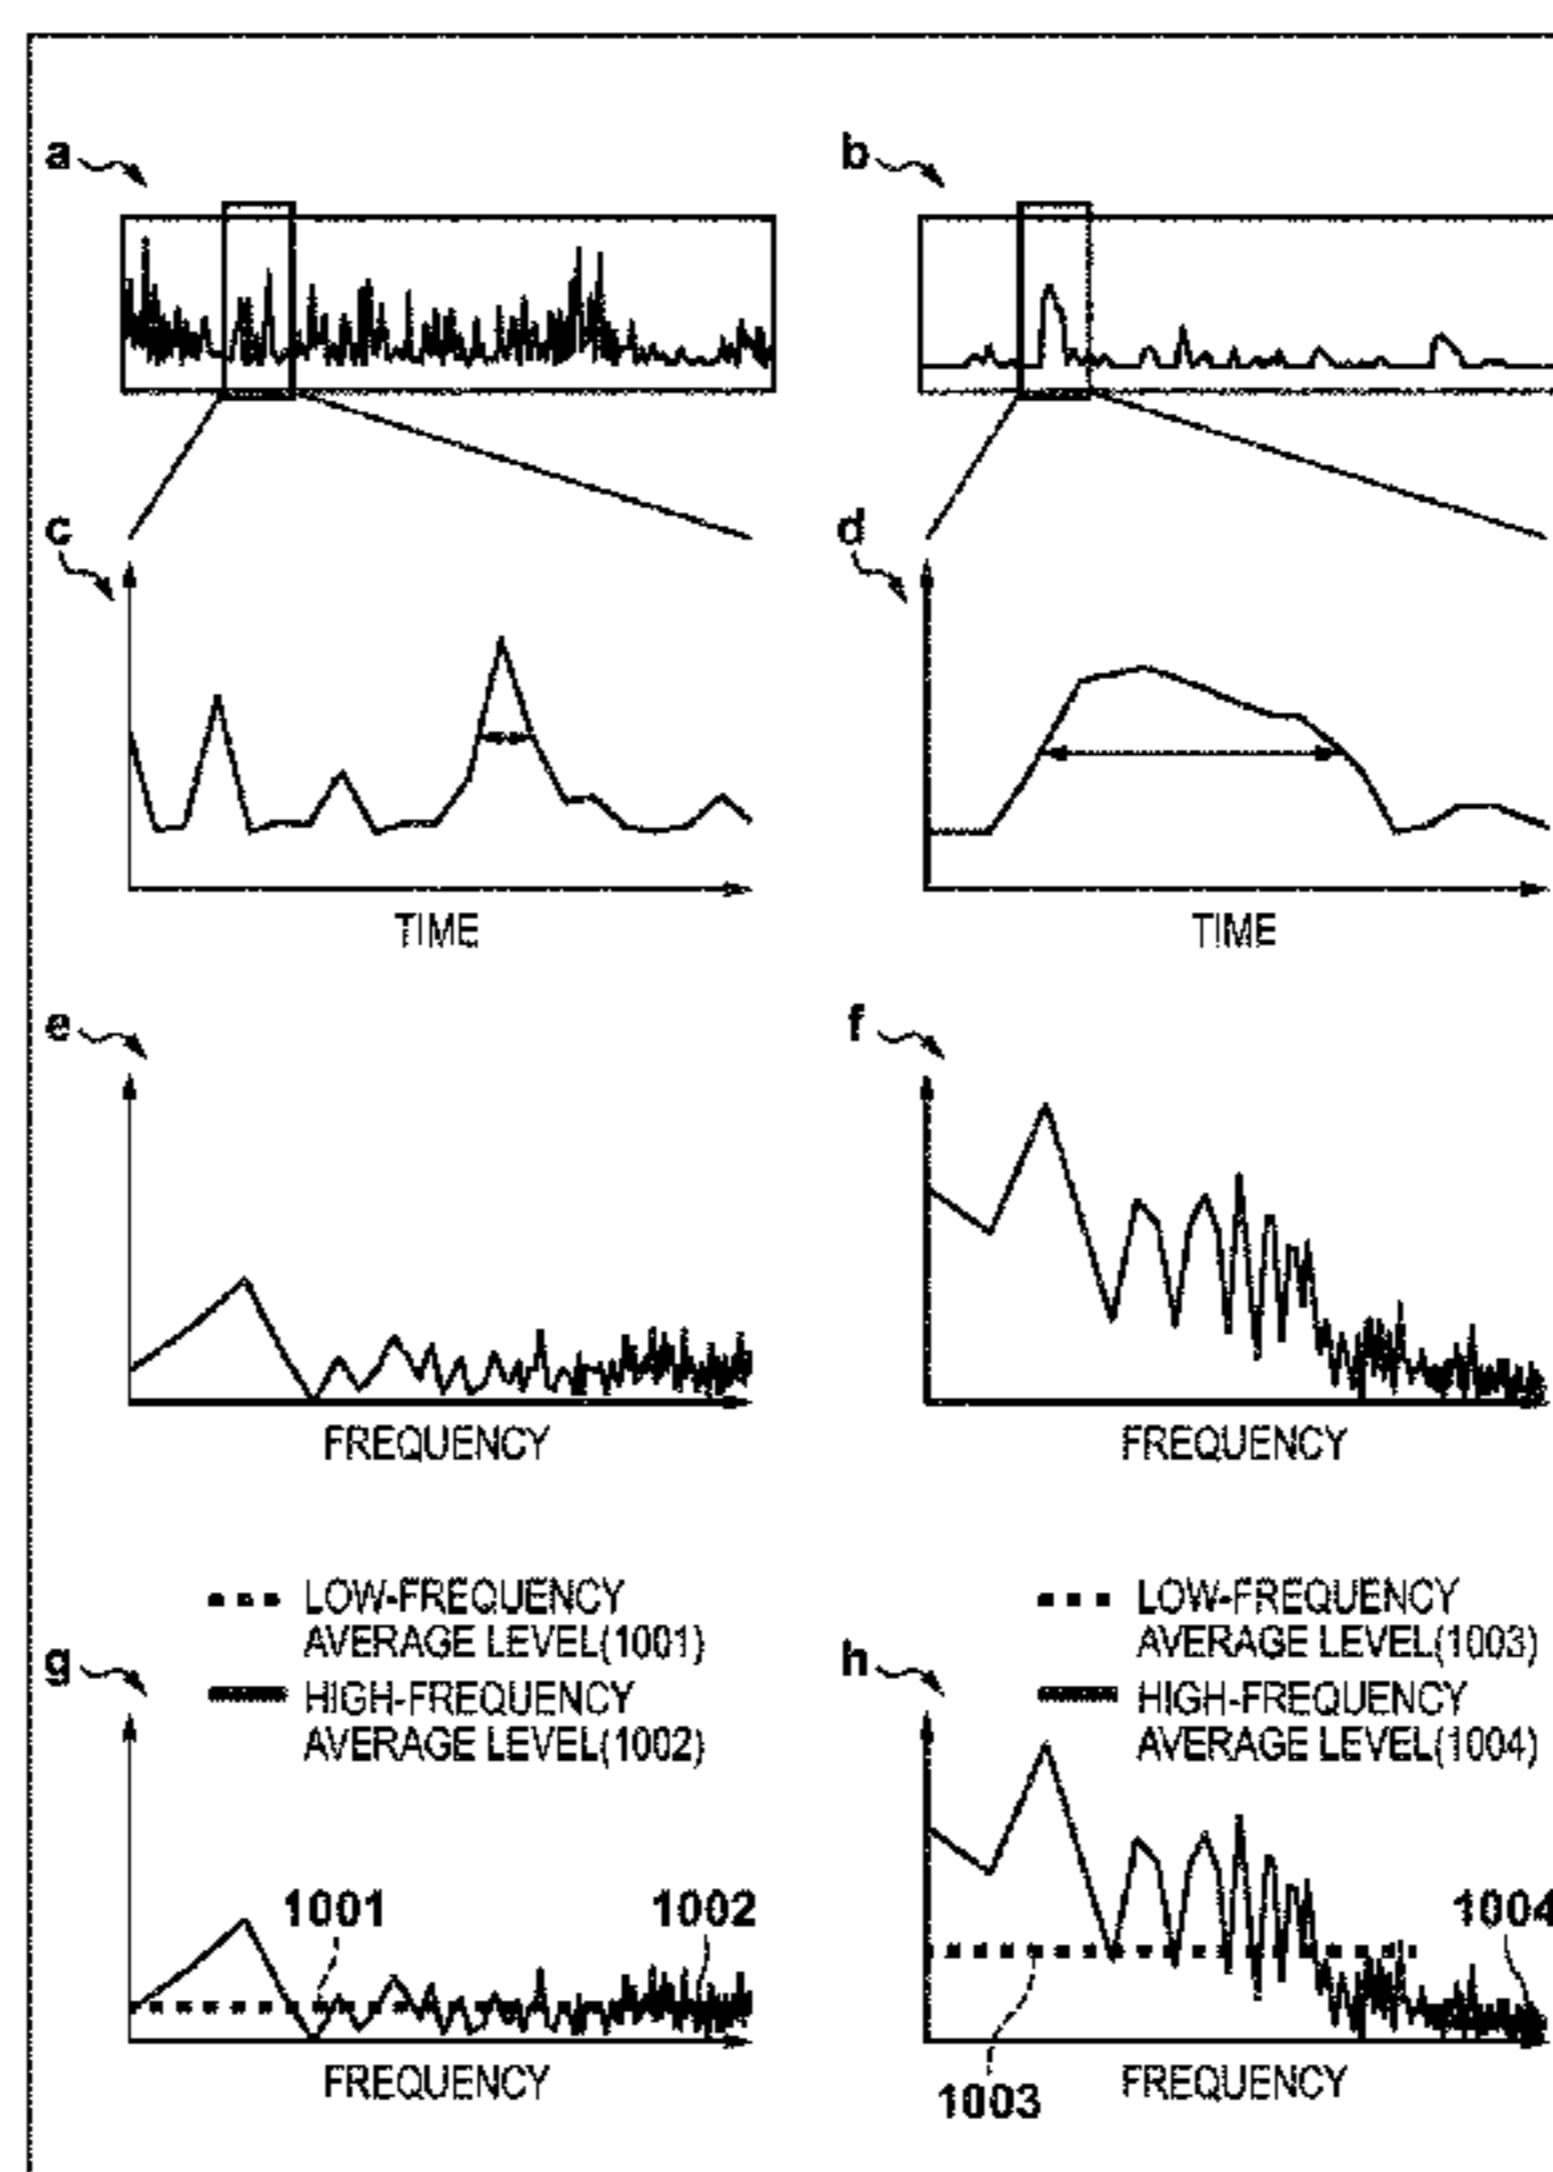 a
b
c
d
TIME
TIME
e
f
FREQUENCY
FREQUENCY
LOW-FREQUENCY
AVERAGE LEVEL(1001)
HIGH-FREQUENCY
AVERAGE LEVEL(1002)
LOW-FREQUENCY
AVERAGE LEVEL(1003)
HIGH-FREQUENCY
AVERAGE LEVEL(1004)
g
h
1001
1002
1004
FREQUENCY
1003
FREQUENCY